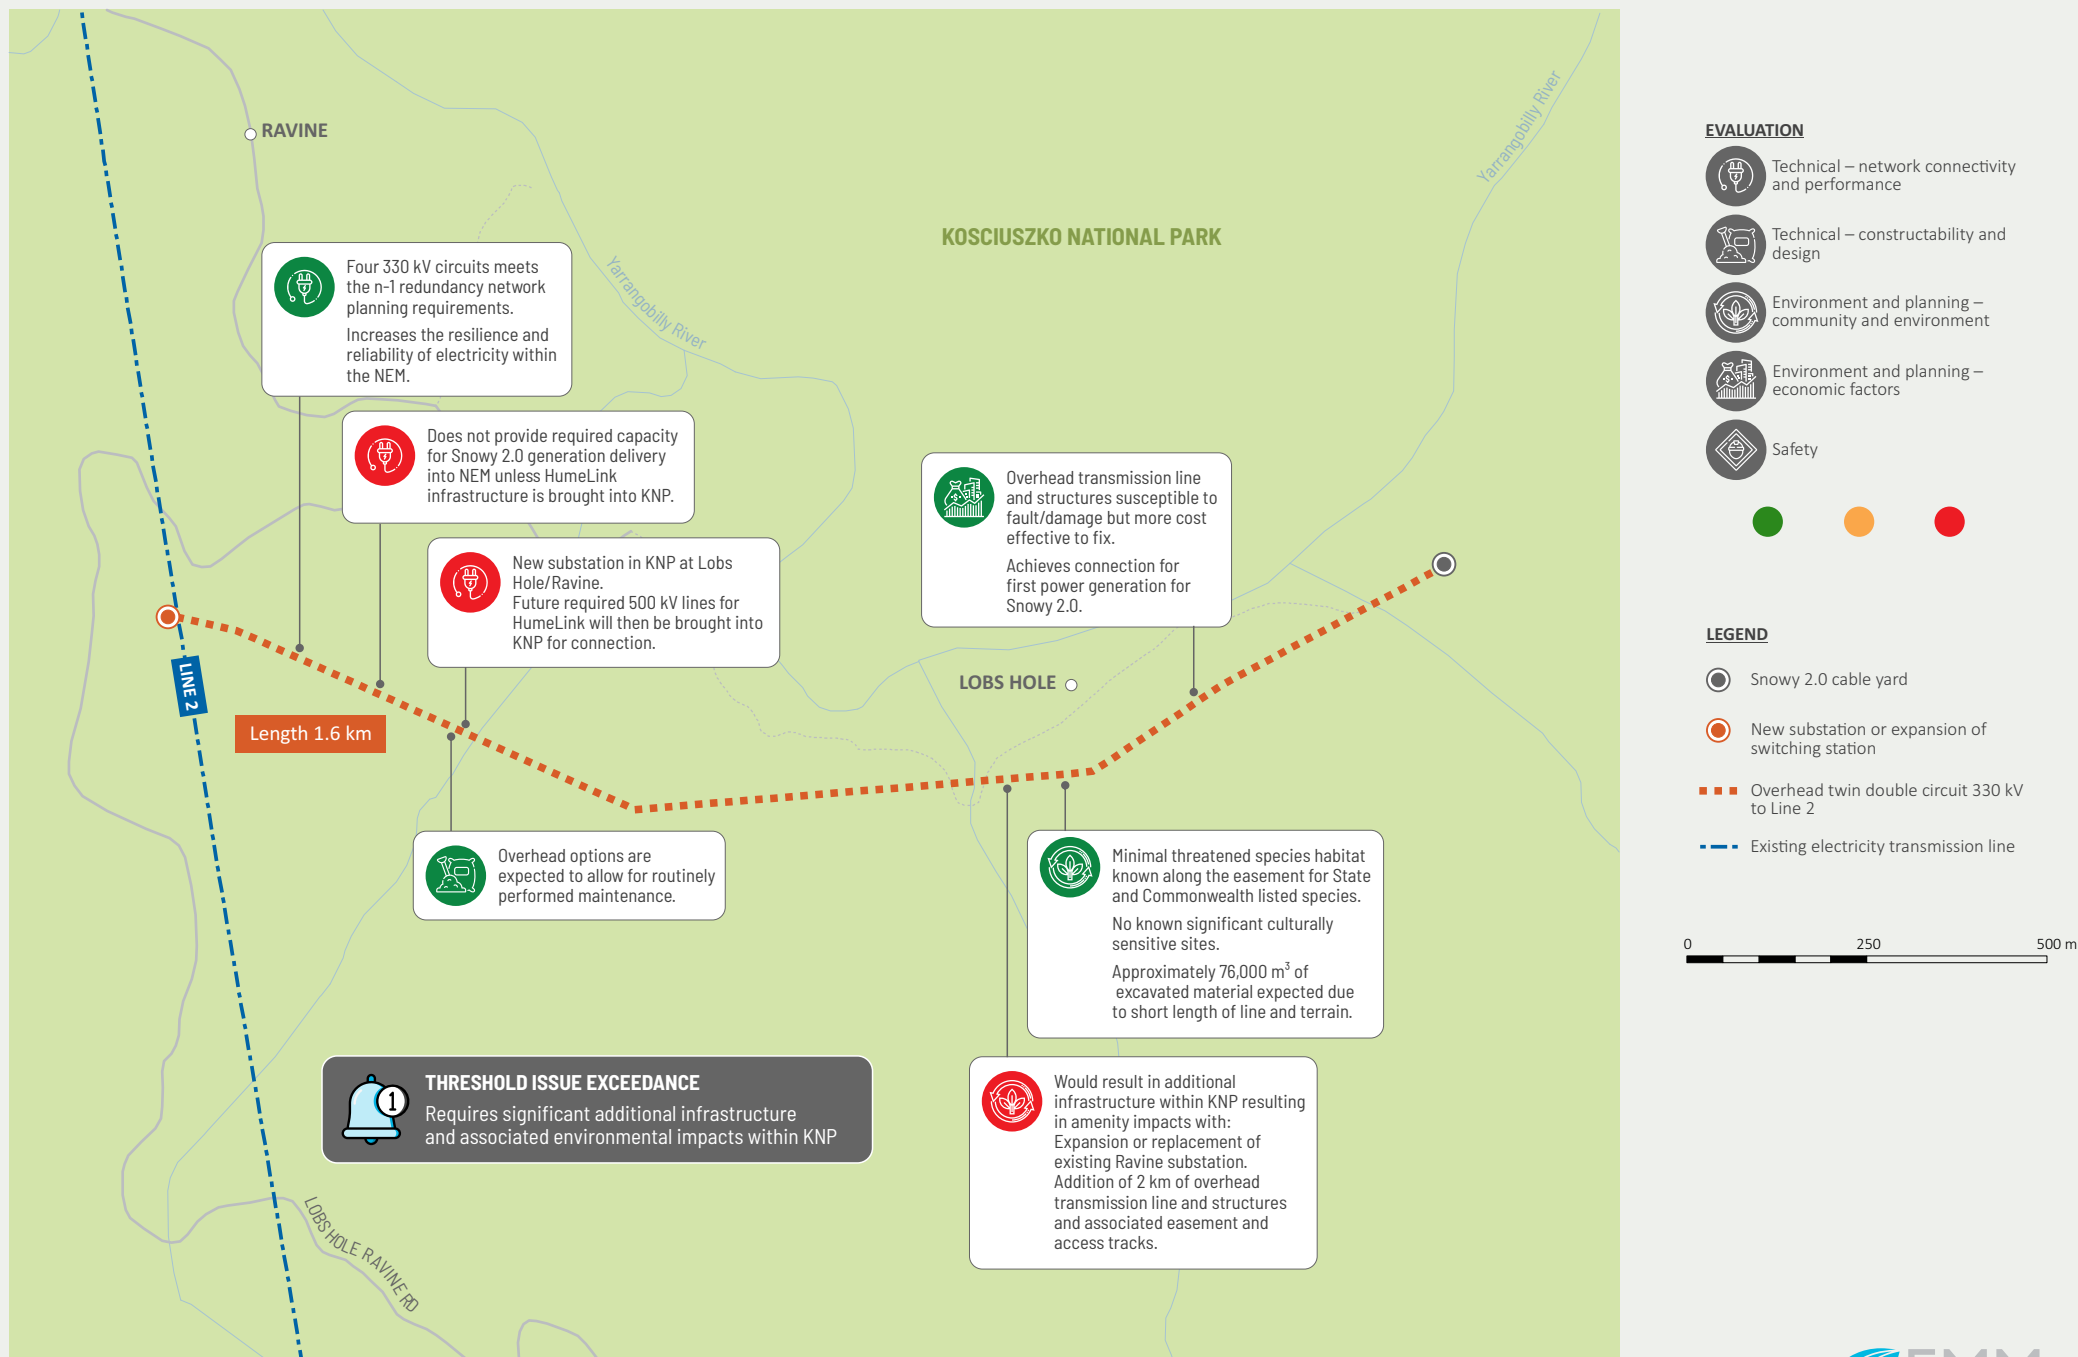 RAVINE
Yarrangobilly River
KOSCIUSZKO NATIONAL PARK
Yarrangobilly River
Four 330 kV circuits meets
the n-1 redundancy network
planning requirements.
Increases the resilience and
reliability of electricity within
the NEM.
Does not provide required capacity
for Snowy 2.0 generation delivery
into NEM unless HumeLink
infrastructure is brought into KNP.
New substation in KNP at Lobs
Hole/Ravine.
Future required 500 kV lines for
HumeLink will then be brought into
KNP for connection.
Overhead transmission line
and structures susceptible to
fault/damage but more cost
effective to fix.
Achieves connection for
first power generation for
Snowy 2.0.
LINE 2
Length 1.6 km
LOBS HOLE
Overhead options are
expected to allow for routinely
performed maintenance.
Minimal threatened species habitat
known along the easement for State
and Commonwealth listed species.
No known significant culturally
sensitive sites.
Approximately 76,000 m³ of
excavated material expected due
to short length of line and terrain.
1
THRESHOLD ISSUE EXCEEDANCE
Requires significant additional infrastructure
and associated environmental impacts within KNP
Would result in additional
infrastructure within KNP resulting
in amenity impacts with:
Expansion or replacement of
existing Ravine substation.
Addition of 2 km of overhead
transmission line and structures
and associated easement and
access tracks.
LOBS HOLE RAVINE RD
EVALUATION
Technical – network connectivity
and performance
Technical – constructability and
design
Environment and planning –
community and environment
Environment and planning –
economic factors
Safety
LEGEND
Snowy 2.0 cable yard
New substation or expansion of
switching station
Overhead twin double circuit 330 kV
to Line 2
Existing electricity transmission line
0 250 500 m
EMM